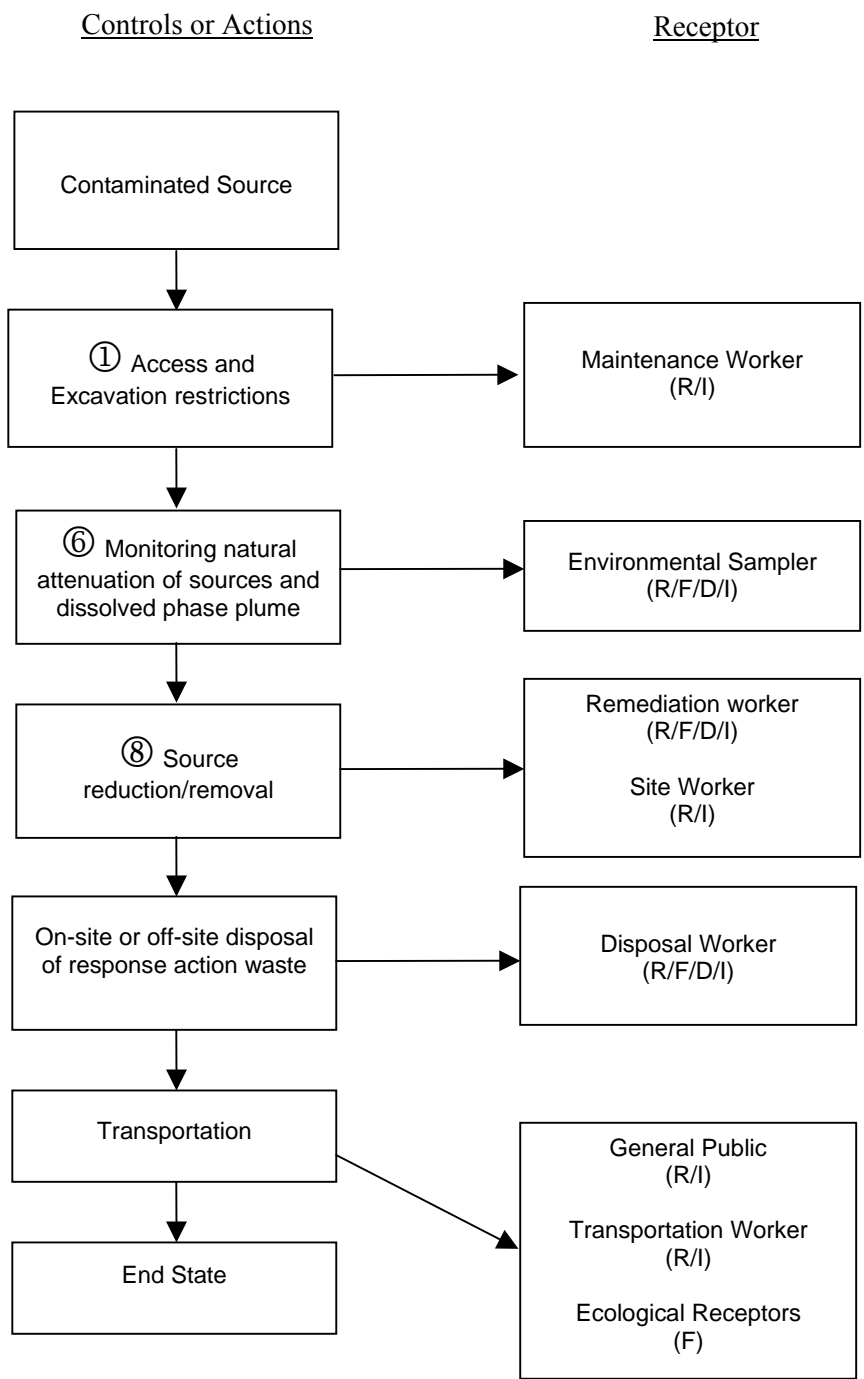 Controls or Actions
Receptor
Contaminated Source
① Access and
Excavation restrictions
Maintenance Worker
(R/I)
⑥ Monitoring natural
attenuation of sources and
dissolved phase plume
Environmental Sampler
(R/F/D/I)
⑧ Source
reduction/removal
Remediation worker
(R/F/D/I)
Site Worker
(R/I)
On-site or off-site disposal
of response action waste
Disposal Worker
(R/F/D/I)
Transportation
General Public
(R/I)
Transportation Worker
(R/I)
Ecological Receptors
(F)
End State